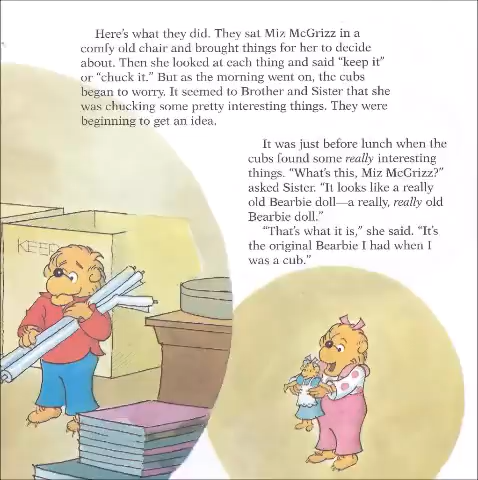 Here's what they did. They sat Miz McGrizz in a
comfy old chair and brought things for her to decide
about. Then she looked at each thing and said “keep it”
or “chuck it.” But as the morning went on, the cubs
began to worry. It seemed to Brother and Sister that she
was chucking some pretty interesting things. They were
beginning to get an idea.
It was just before lunch when the
cubs found some really interesting
things. “What's this, Miz McGrizz?”
asked Sister. “It looks like a really
old Bearbie doll—a really, really old
Bearbie doll.”
“That's what it is,” she said. “It's
the original Bearbie I had when I
was a cub.”
KEEP